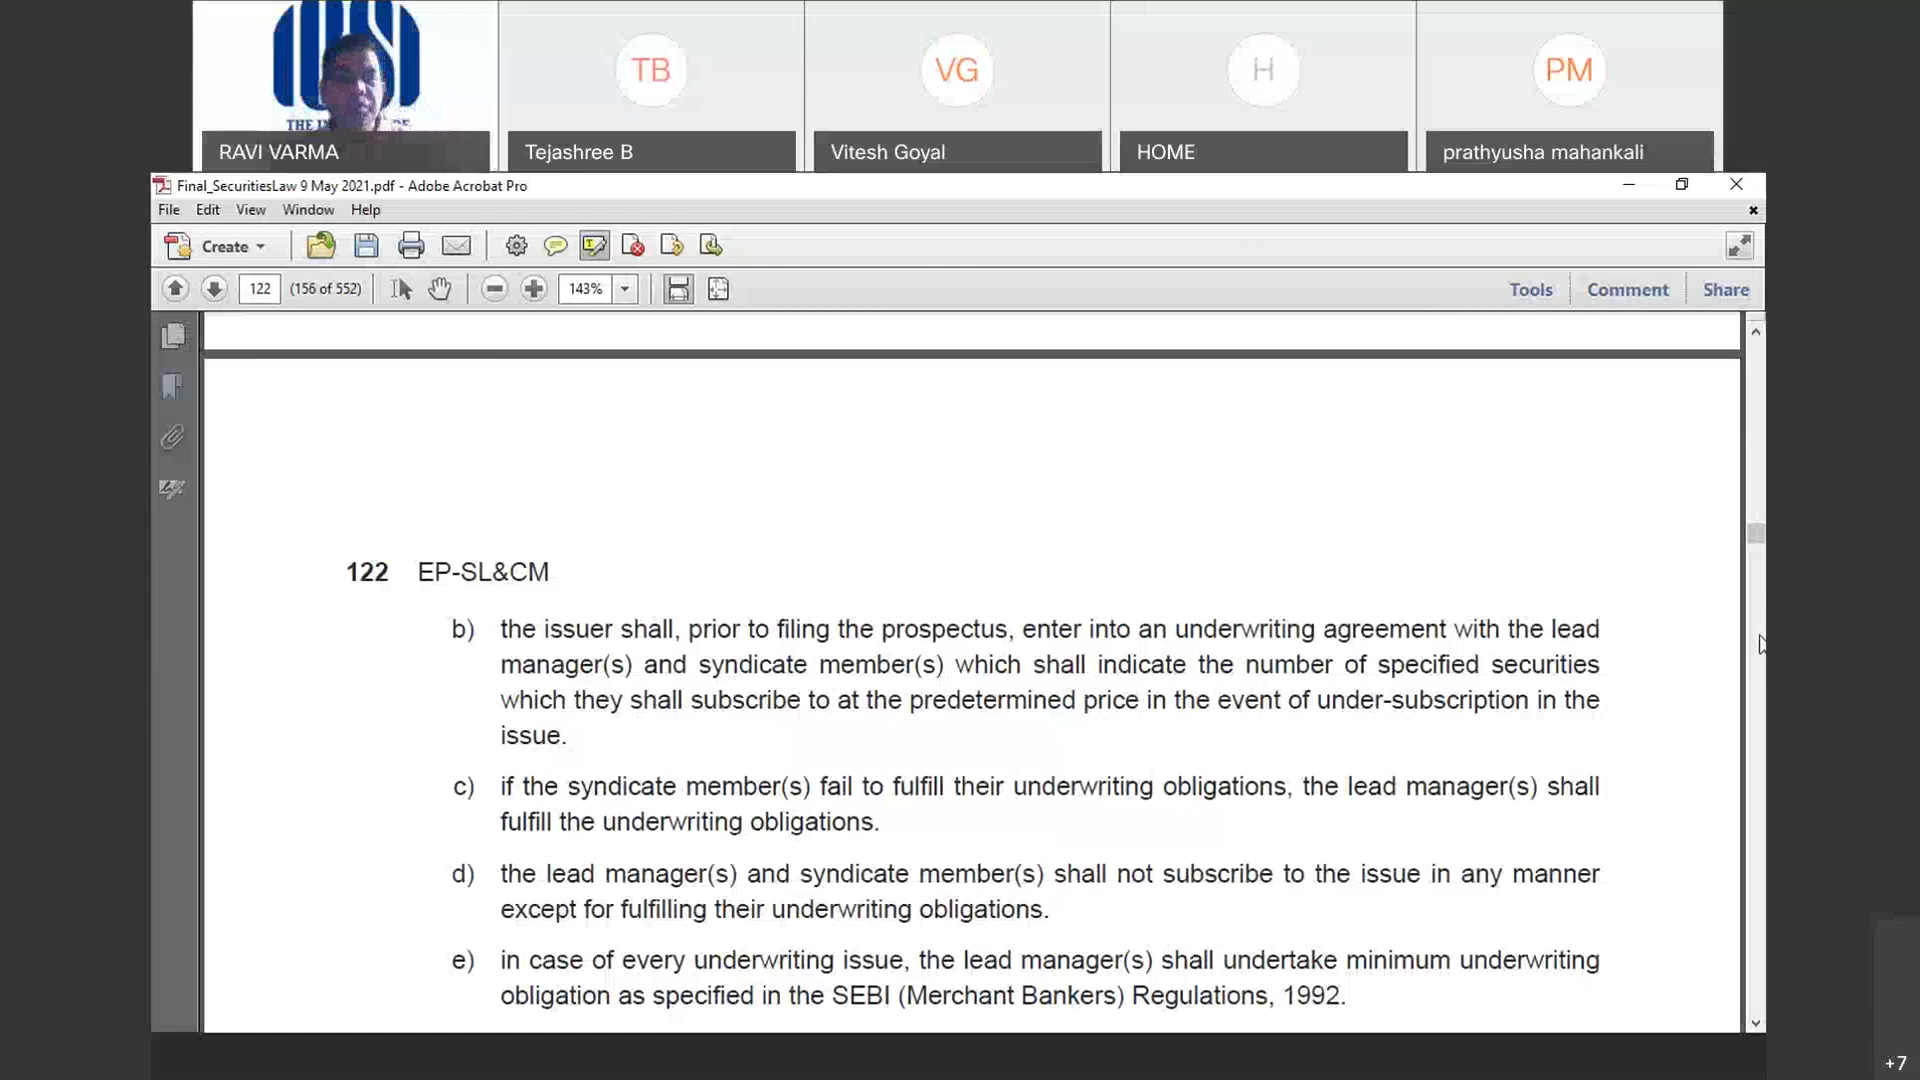 THE IN
TB
VG
H
PM
RAVI VARMA
Tejashree B
Vitesh Goyal
HOME
prathyusha mahankali
Final_SecuritiesLaw 9 May 2021.pdf - Adobe Acrobat Pro
File Edit View Window Help
Create
122 (156 of 552) 143% Tools Comment Share
122 EP-SL&CM
b) the issuer shall, prior to filing the prospectus, enter into an underwriting agreement with the lead
manager(s) and syndicate member(s) which shall indicate the number of specified securities
which they shall subscribe to at the predetermined price in the event of under-subscription in the
issue.
c) if the syndicate member(s) fail to fulfill their underwriting obligations, the lead manager(s) shall
fulfill the underwriting obligations.
d) the lead manager(s) and syndicate member(s) shall not subscribe to the issue in any manner
except for fulfilling their underwriting obligations.
e) in case of every underwriting issue, the lead manager(s) shall undertake minimum underwriting
obligation as specified in the SEBI (Merchant Bankers) Regulations, 1992.
+7